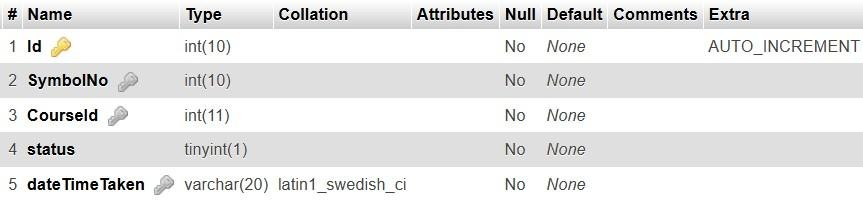 # Name Type Collation Attributes Null Default Comments Extra
1 Id int(10) No None AUTO_INCREMENT
2 SymbolNo int(10) No None
3 CourseId int(11) No None
4 status tinyint(1) No None
5 dateTimeTaken varchar(20) latin1_swedish_ci No None